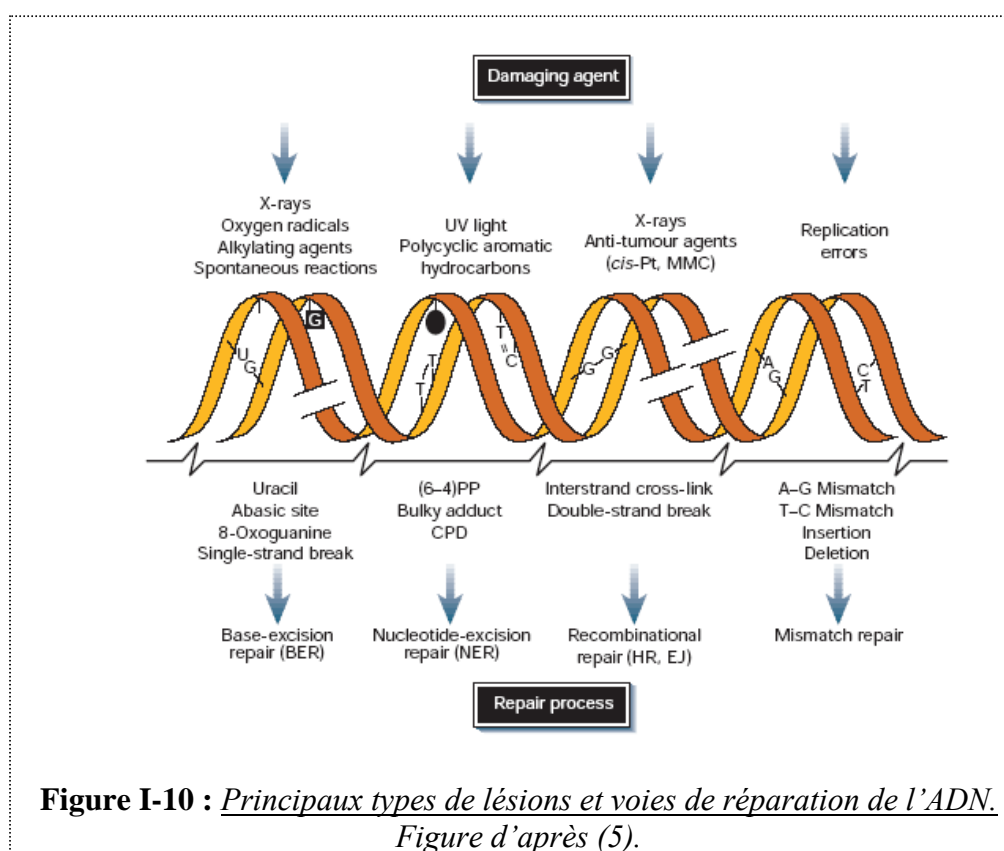 Damaging agent
X-rays
Oxygen radicals
Alkylating agents
Spontaneous reactions
UV light
Polycyclic aromatic
hydrocarbons
X-rays
Anti-tumour agents
(cis-Pt, MMC)
Replication
errors
U
G
G
T
T
T
C
G
G
A
G
C
T
Uracil
Abasic site
8-Oxoguanine
Single-strand break
(6–4)PP
Bulky adduct
CPD
Interstrand cross-link
Double-strand break
A–G Mismatch
T–C Mismatch
Insertion
Deletion
Base-excision
repair (BER)
Nucleotide-excision
repair (NER)
Recombinational
repair (HR, EJ)
Mismatch repair
Repair process
Figure I-10 : Principaux types de lésions et voies de réparation de l’ADN.
Figure d’après (5).